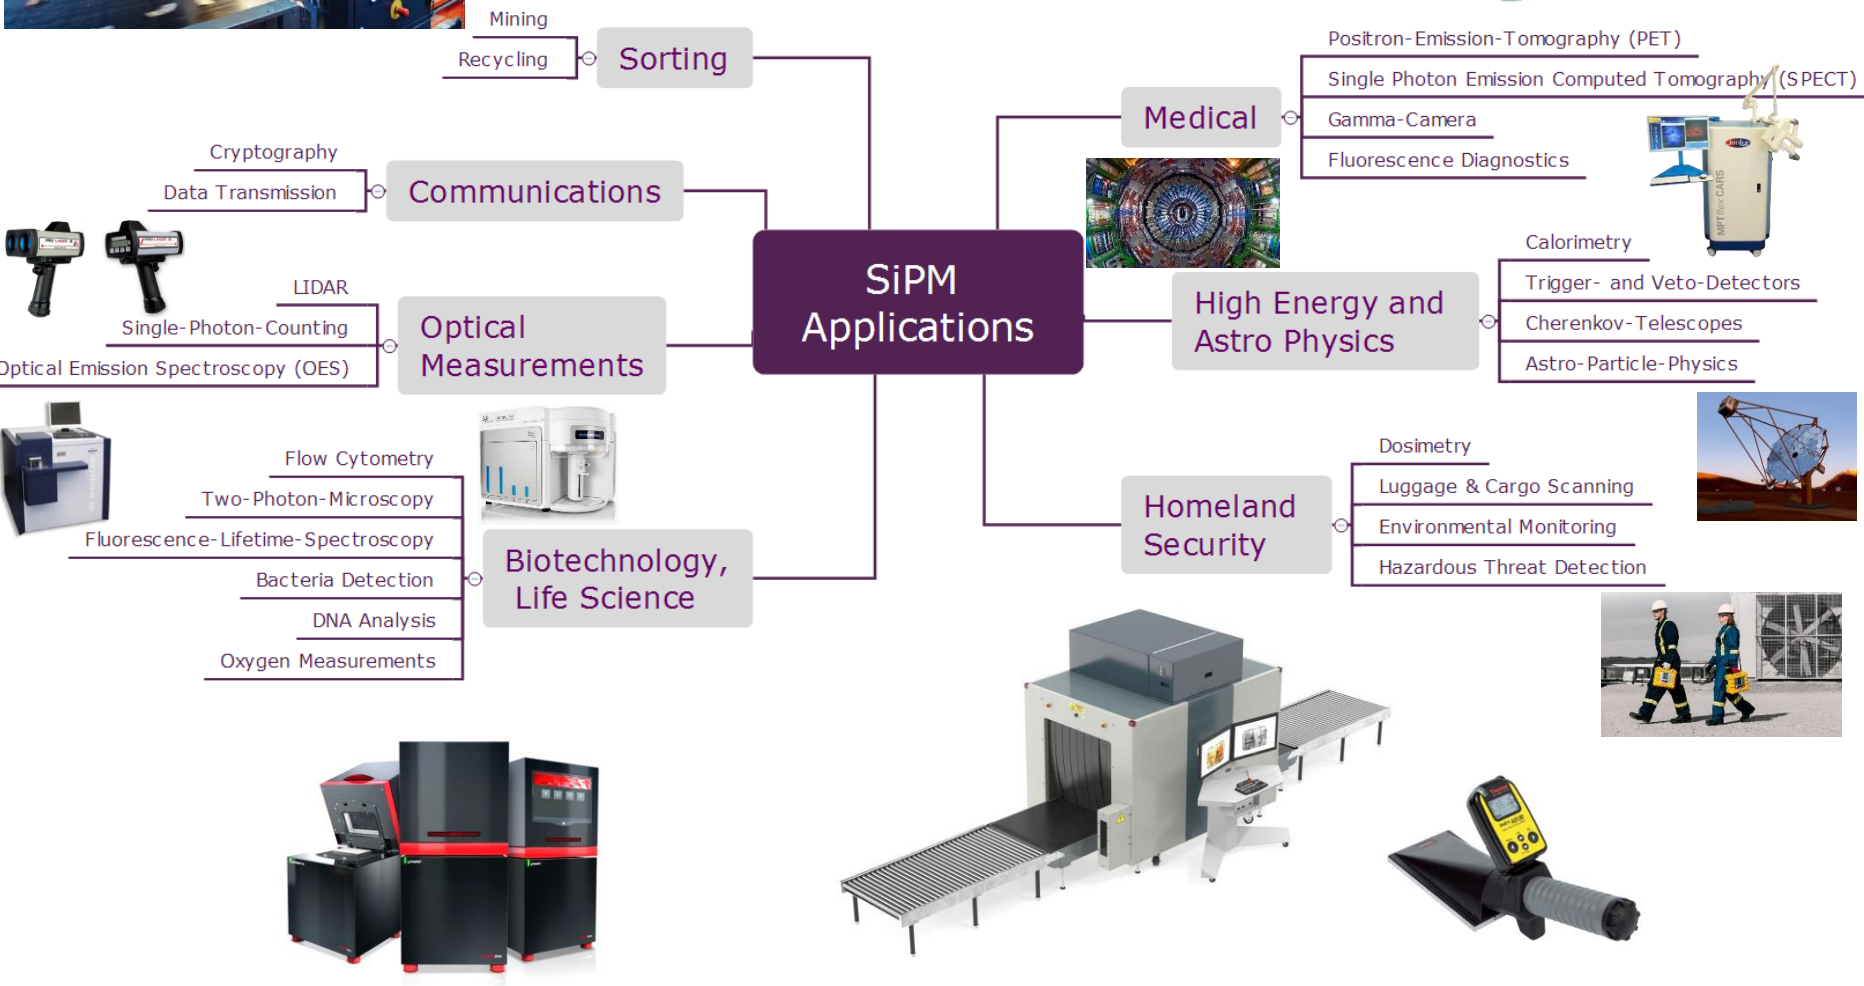 Mining
Recycling
Sorting
Cryptography
Data Transmission
Communications
LIDAR
Single-Photon-Counting
Optical Emission Spectroscopy (OES)
Optical
Measurements
Flow Cytometry
Two-Photon-Microscopy
Fluorescence-Lifetime-Spectroscopy
Bacteria Detection
DNA Analysis
Oxygen Measurements
Biotechnology,
Life Science
SiPM
Applications
Medical
Positron-Emission-Tomography (PET)
Single Photon Emission Computed Tomography (SPECT)
Gamma-Camera
Fluorescence Diagnostics
MPTflex CARS
High Energy and
Astro Physics
Calorimetry
Trigger- and Veto-Detectors
Cherenkov-Telescopes
Astro-Particle-Physics
Homeland
Security
Dosimetry
Luggage & Cargo Scanning
Environmental Monitoring
Hazardous Threat Detection